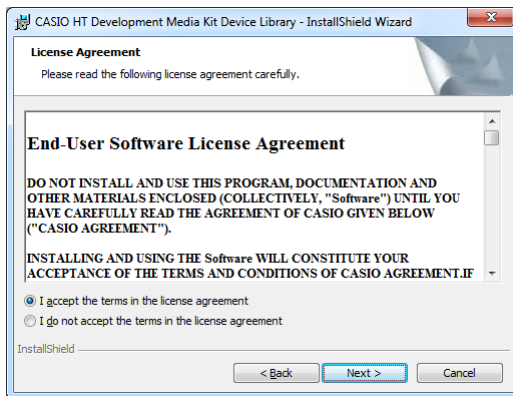 CASIO HT Development Media Kit Device Library - InstallShield Wizard
License Agreement
Please read the following license agreement carefully.
End-User Software License Agreement
DO NOT INSTALL AND USE THIS PROGRAM, DOCUMENTATION AND
OTHER MATERIALS ENCLOSED (COLLECTIVELY, "Software") UNTIL YOU
HAVE CAREFULLY READ THE AGREEMENT OF CASIO GIVEN BELOW
("CASIO AGREEMENT").
INSTALLING AND USING THE Software WILL CONSTITUTE YOUR
ACCEPTANCE OF THE TERMS AND CONDITIONS OF CASIO AGREEMENT.IF
I accept the terms in the license agreement
I do not accept the terms in the license agreement
InstallShield
< Back Next > Cancel